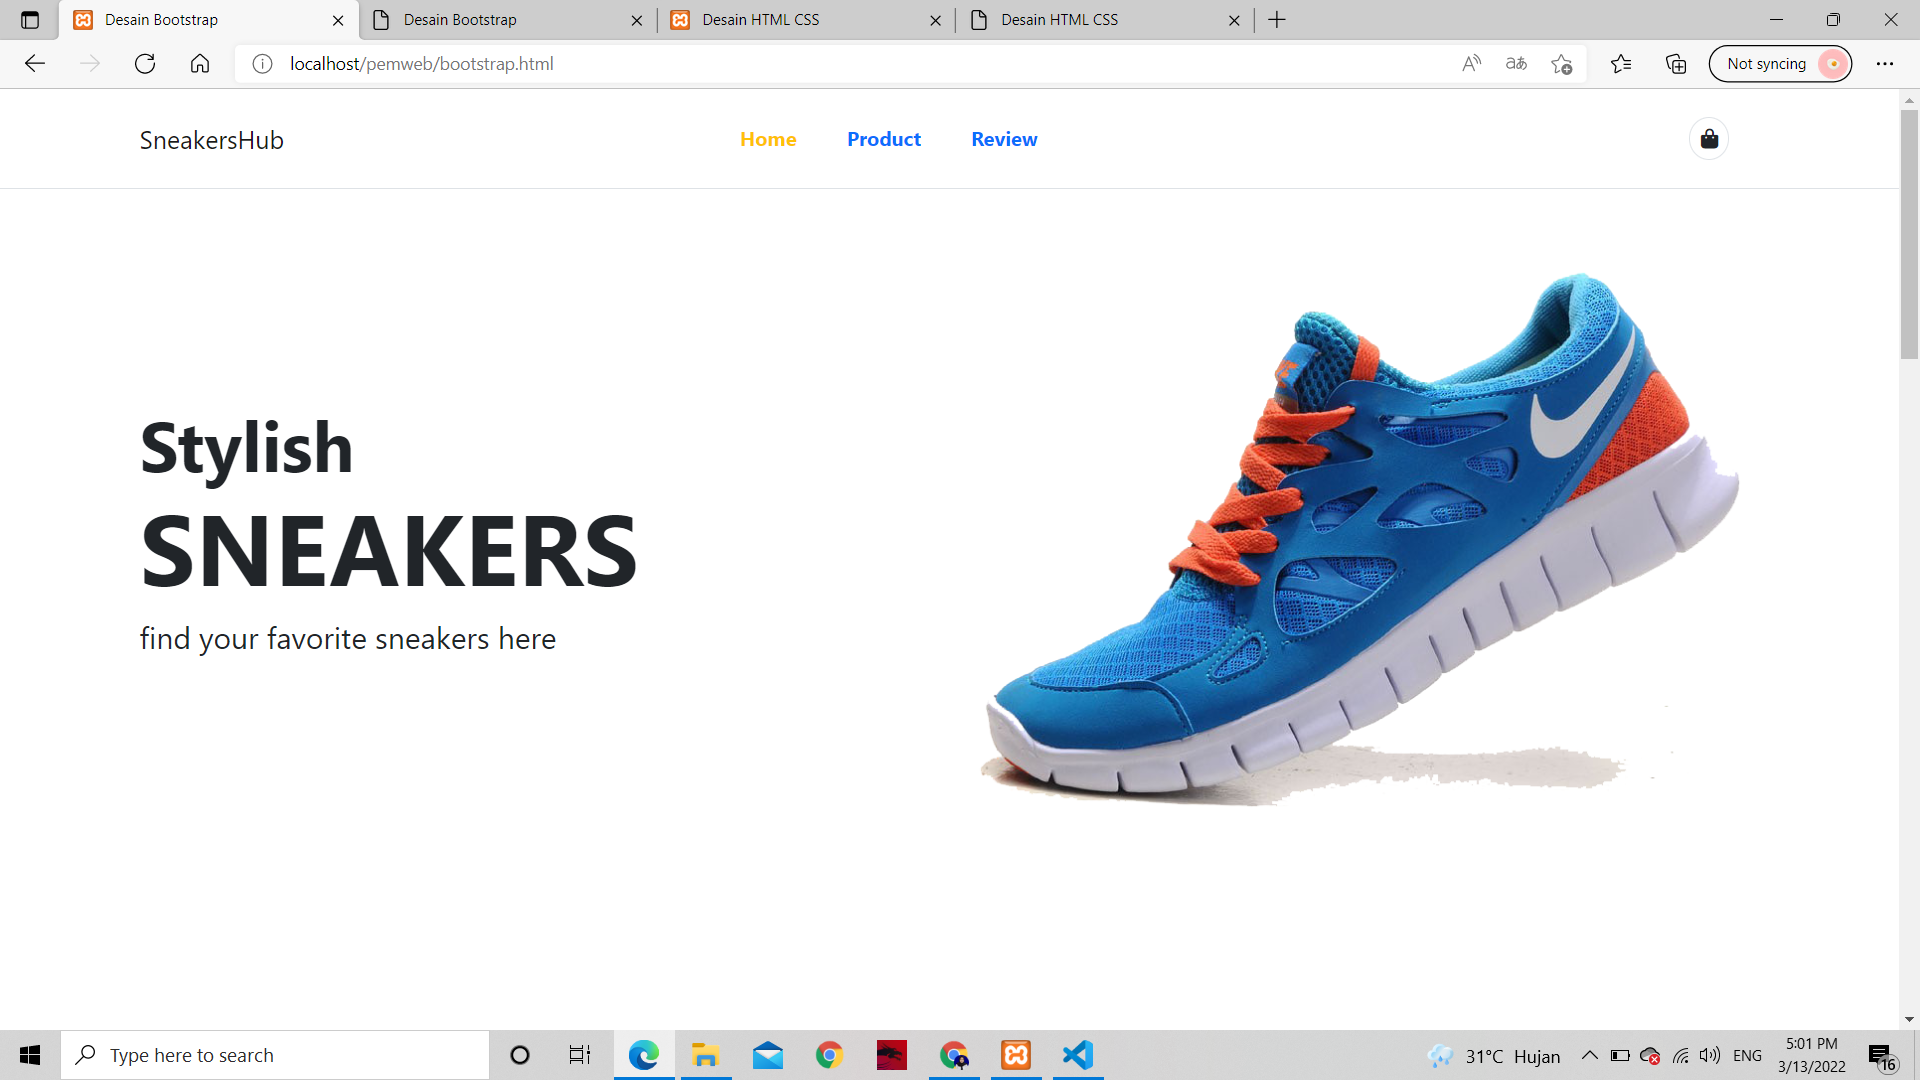 Desain Bootstrap
Desain Bootstrap
Desain HTML CSS
Desain HTML CSS
localhost/pemweb/bootstrap.html
Not syncing
SneakersHub
Home
Product
Review
Stylish
SNEAKERS
find your favorite sneakers here
Type here to search
31°C Hujan
ENG
5:01 PM
3/13/2022
16